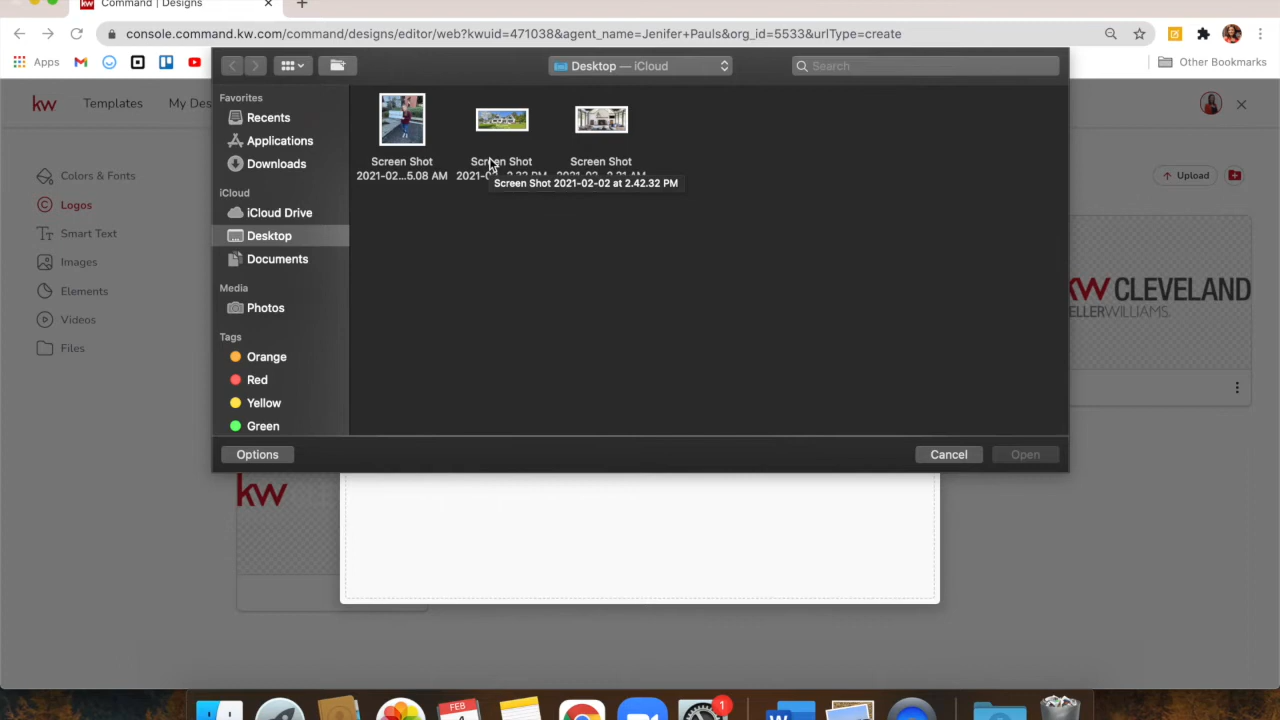 Command | Designs
console.command.kw.com/command/designs/editor/web?kwuid=471038&agent_name=Jenifer+Pauls&org_id=5533&urlType=create
Apps
Other Bookmarks
Desktop — iCloud
Search
kw
Templates
My Des
Colors & Fonts
Logos
Smart Text
Images
Elements
Videos
Files
Favorites
Recents
Applications
Downloads
iCloud
iCloud Drive
Desktop
Documents
Media
Photos
Tags
Orange
Red
Yellow
Green
Screen Shot
2021-02...5.08 AM
Screen Shot
Screen Shot
Screen Shot 2021-02-02 at 2.42.32 PM
Options
Cancel
Open
Upload
kw CLEVELAND
ELLERWILLIAMS.
kw
FEB
1